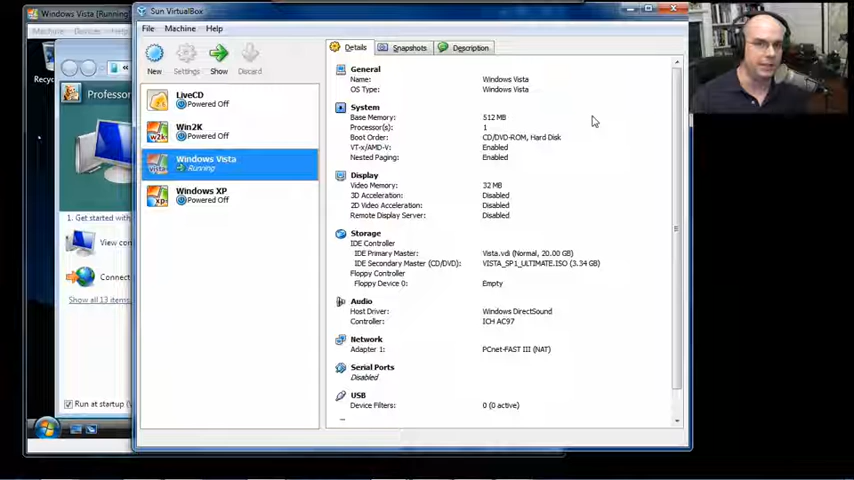 Windows Vista [Running
Machine Devices
Recyc
Profess
1. Get started with
View con
Connect
Show all 13 items
Run at startup (
Sun VirtualBox
File Machine Help
New Settings Show Discard
LiveCD
Powered Off
Win2K
Powered Off
Windows Vista
Running
Windows XP
Powered Off
Details Snapshots Description
General
Name: Windows Vista
OS Type: Windows Vista
System
Base Memory: 512 MB
Processor(s): 1
Boot Order: CD/DVD-ROM, Hard Disk
VT-x/AMD-V: Enabled
Nested Paging: Enabled
Display
Video Memory: 32 MB
3D Acceleration: Disabled
2D Video Acceleration: Disabled
Remote Display Server: Disabled
Storage
IDE Controller
IDE Primary Master: Vista.vdi (Normal, 20.00 GB)
IDE Secondary Master (CD/DVD): VISTA_SP1_ULTIMATE.ISO (3.34 GB)
Floppy Controller
Floppy Device 0: Empty
Audio
Host Driver: Windows DirectSound
Controller: ICH AC97
Network
Adapter 1: PCnet-FAST III (NAT)
Serial Ports
Disabled
USB
Device Filters: 0 (0 active)